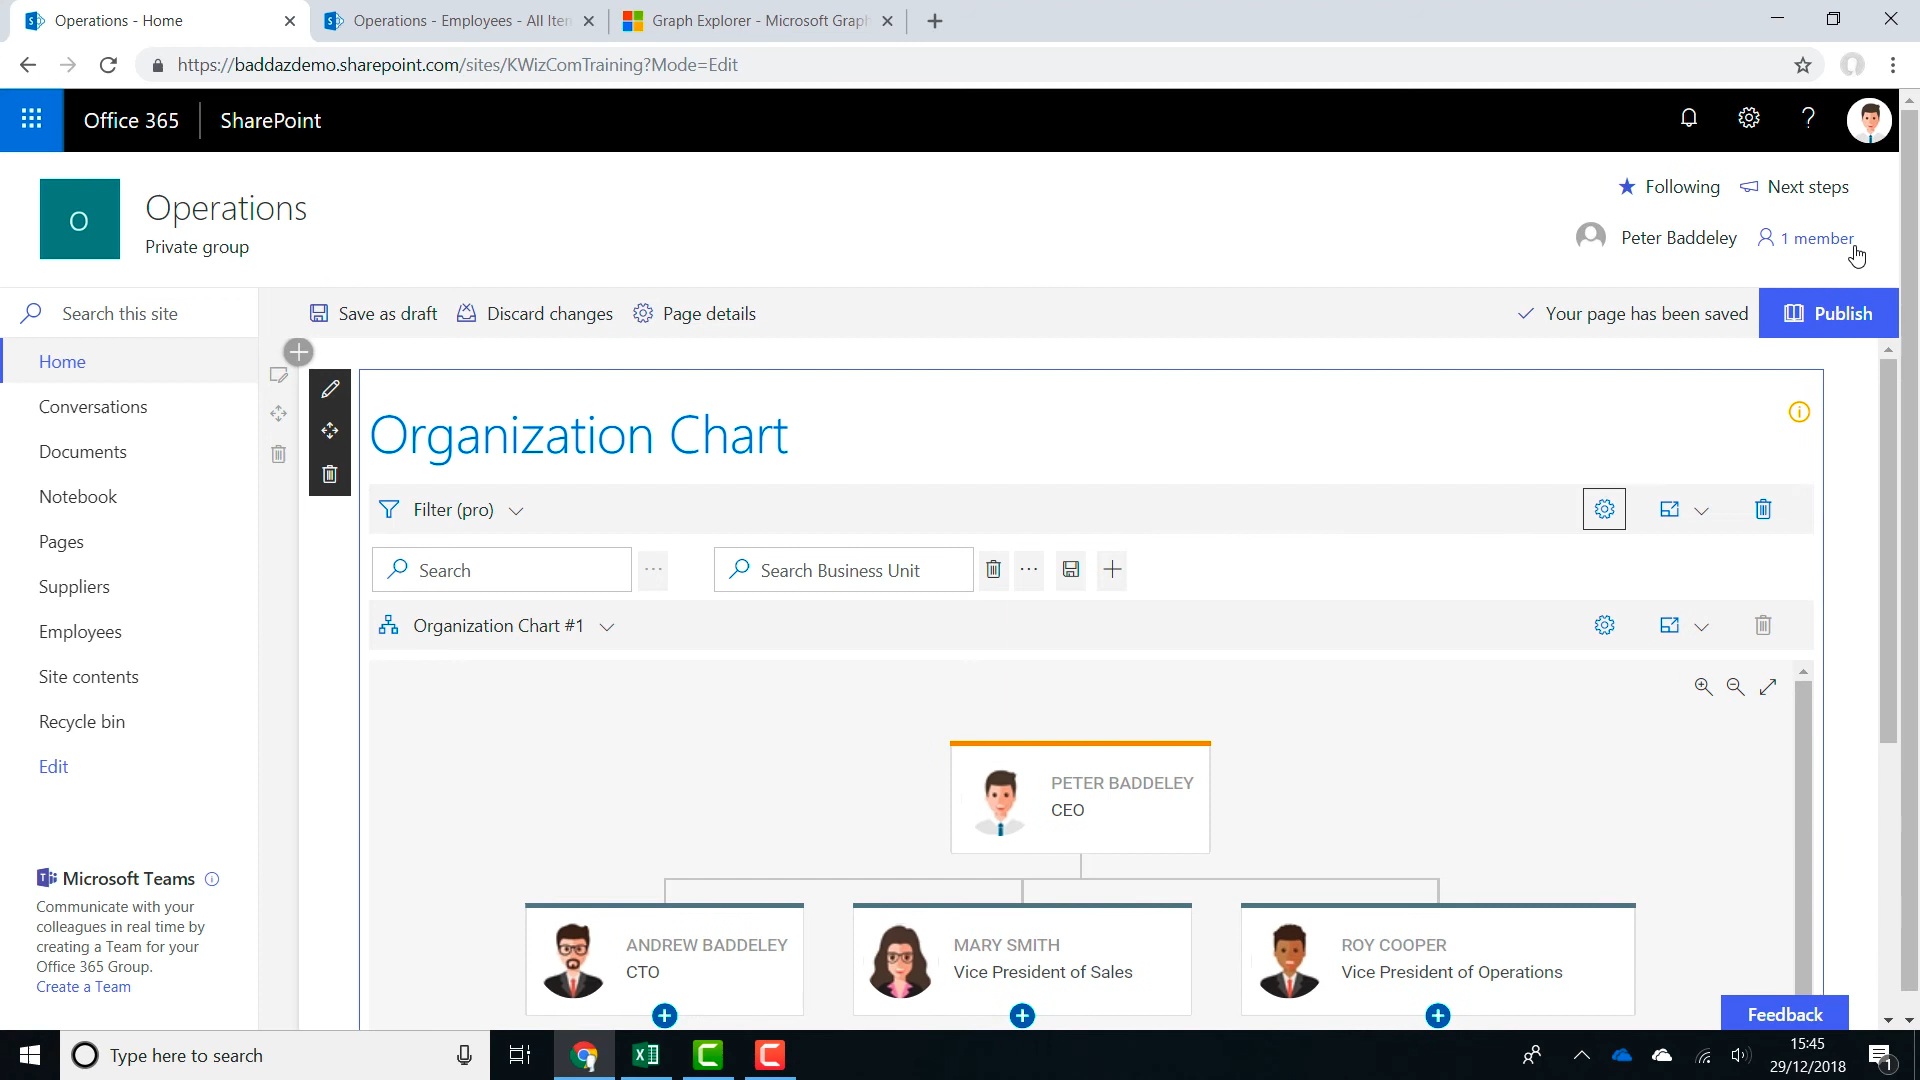 Operations - Home
Operations - Employees - All Iten
Graph Explorer - Microsoft Graph
https://baddazdemo.sharepoint.com/sites/KWizComTraining?Mode=Edit
Office 365
SharePoint
Following
Next steps
O
Operations
Private group
Peter Baddeley
1 member
Search this site
Save as draft
Discard changes
Page details
Your page has been saved
Publish
Home
Conversations
Documents
Notebook
Pages
Suppliers
Employees
Site contents
Recycle bin
Edit
Microsoft Teams
Communicate with your
colleagues in real time by
creating a Team for your
Office 365 Group.
Create a Team
Organization Chart
Filter (pro)
Search
Search Business Unit
Organization Chart #1
PETER BADDELEY
CEO
ANDREW BADDELEY
CTO
MARY SMITH
Vice President of Sales
ROY COOPER
Vice President of Operations
Feedback
Type here to search
15:45
29/12/2018
1